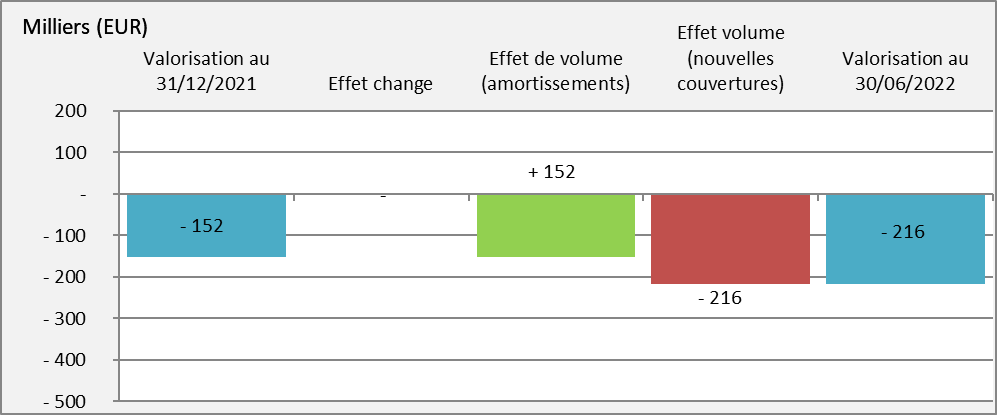 Milliers (EUR)
Valorisation au
31/12/2021
Effet change
Effet de volume
(amortissements)
Effet volume
(nouvelles
couvertures)
Valorisation au
30/06/2022
200
100
-
- 100
- 200
- 300
- 400
- 500
- 152
-
+ 152
- 216
- 216